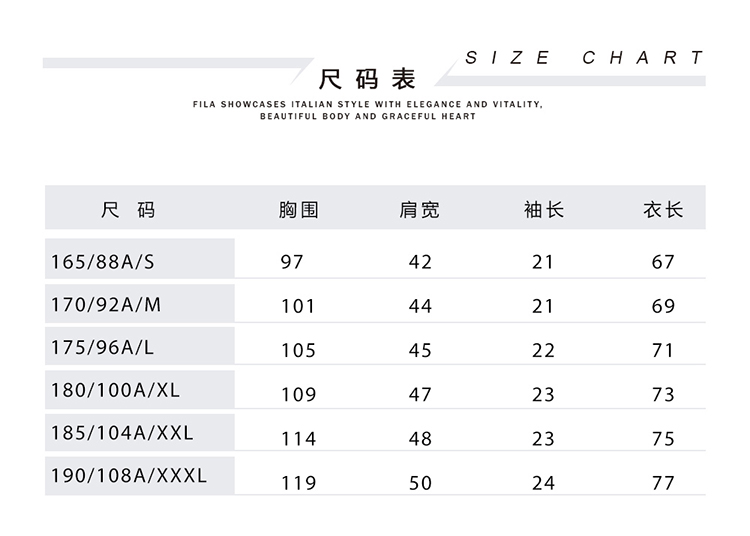 SIZE CHART
尺码表
FILA SHOWCASES ITALIAN STYLE WITH ELEGANCE AND VITALITY,
BEAUTIFUL BODY AND GRACEFUL HEART
尺 码 胸围 肩宽 袖长 衣长
165/88A/S 97 42 21 67
170/92A/M 101 44 21 69
175/96A/L 105 45 22 71
180/100A/XL 109 47 23 73
185/104A/XXL 114 48 23 75
190/108A/XXXL 119 50 24 77